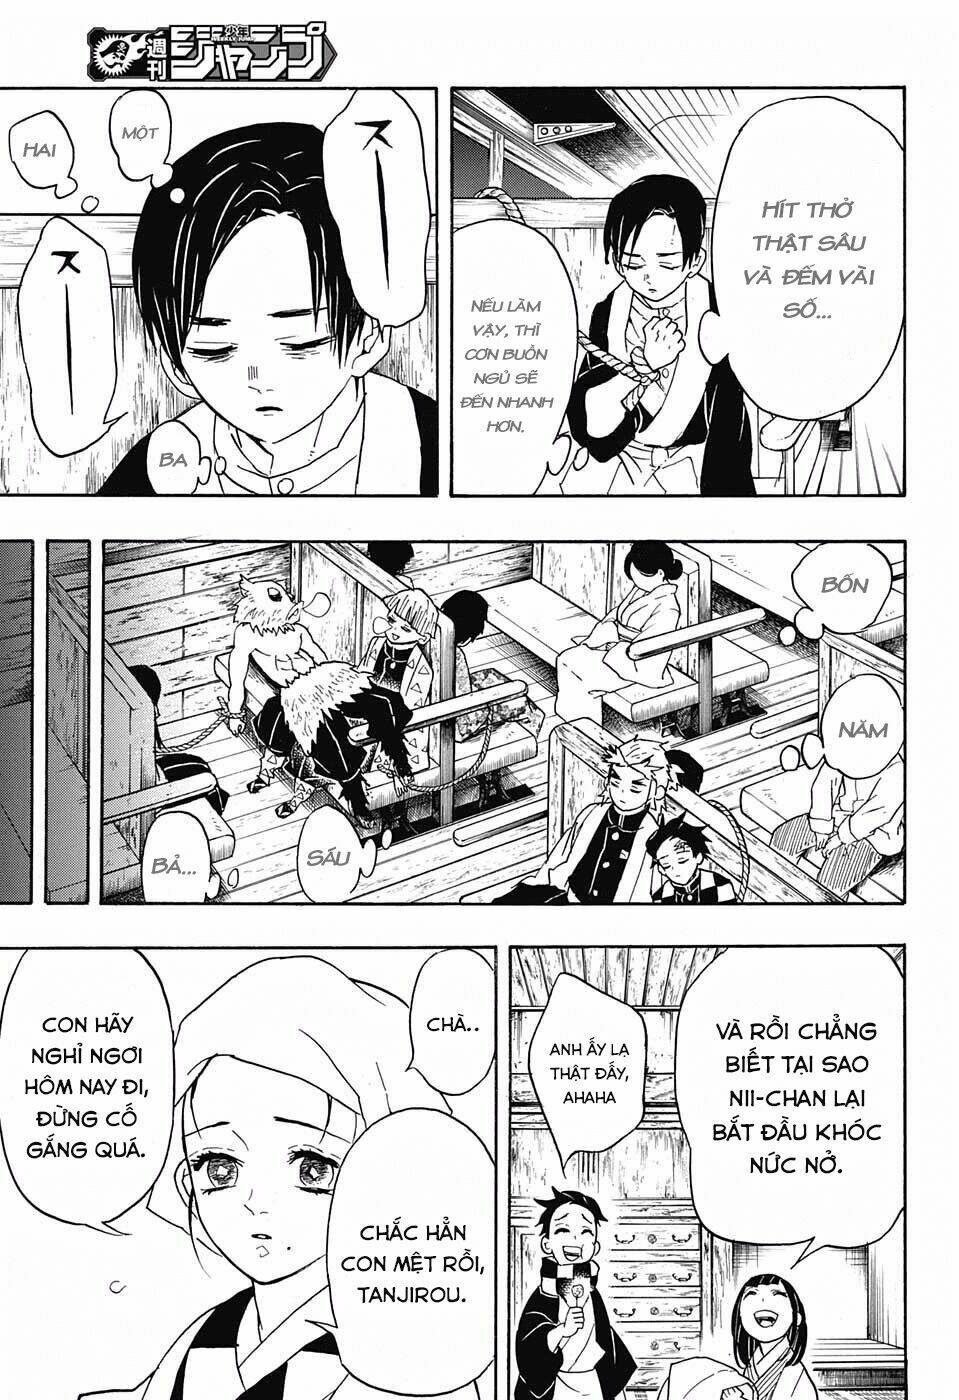 週刊
少年
ジャンプ
HÍT THỞ
THẬT SÂU
VÀ ĐẾM VÀI
SỐ...
NẾU LÀM
VẬY, THÌ
CƠN BUỒN
NGỦ SẼ
ĐẾN NHANH
HƠN.
スー
MỘT
HAI
スー
BA
BỐN
NĂM
SÁU
BẢ...
VÀ RỒI CHẲNG
BIẾT TẠI SAO
NII-CHAN LẠI
BẮT ĐẦU KHÓC
NỨC NỞ.
ANH ẤY LẠ
THẬT ĐẤY,
AHAHA
CHÀ..
CON HÃY
NGHỈ NGƠI
HÔM NAY ĐI,
ĐỪNG CỐ
GẮNG QUÁ.
CHẮC HẲN
CON MỆT RỒI,
TANJIROU.